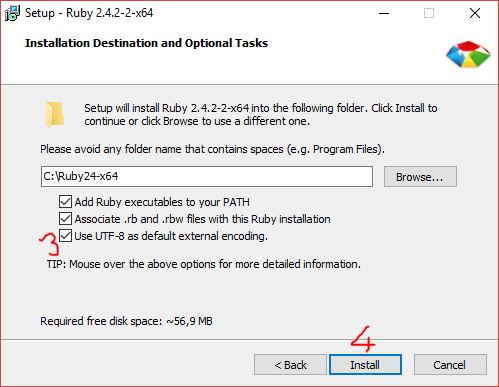 Setup - Ruby 2.4.2-2-x64
Installation Destination and Optional Tasks
Setup will install Ruby 2.4.2-2-x64 into the following folder. Click Install to
continue or click Browse to use a different one.
Please avoid any folder name that contains spaces (e.g. Program Files).
C:\Ruby24-x64
Browse...
Add Ruby executables to your PATH
Associate .rb and .rbw files with this Ruby installation
3 Use UTF-8 as default external encoding.
TIP: Mouse over the above options for more detailed information.
Required free disk space: ~56,9 MB
4
< Back Install Cancel